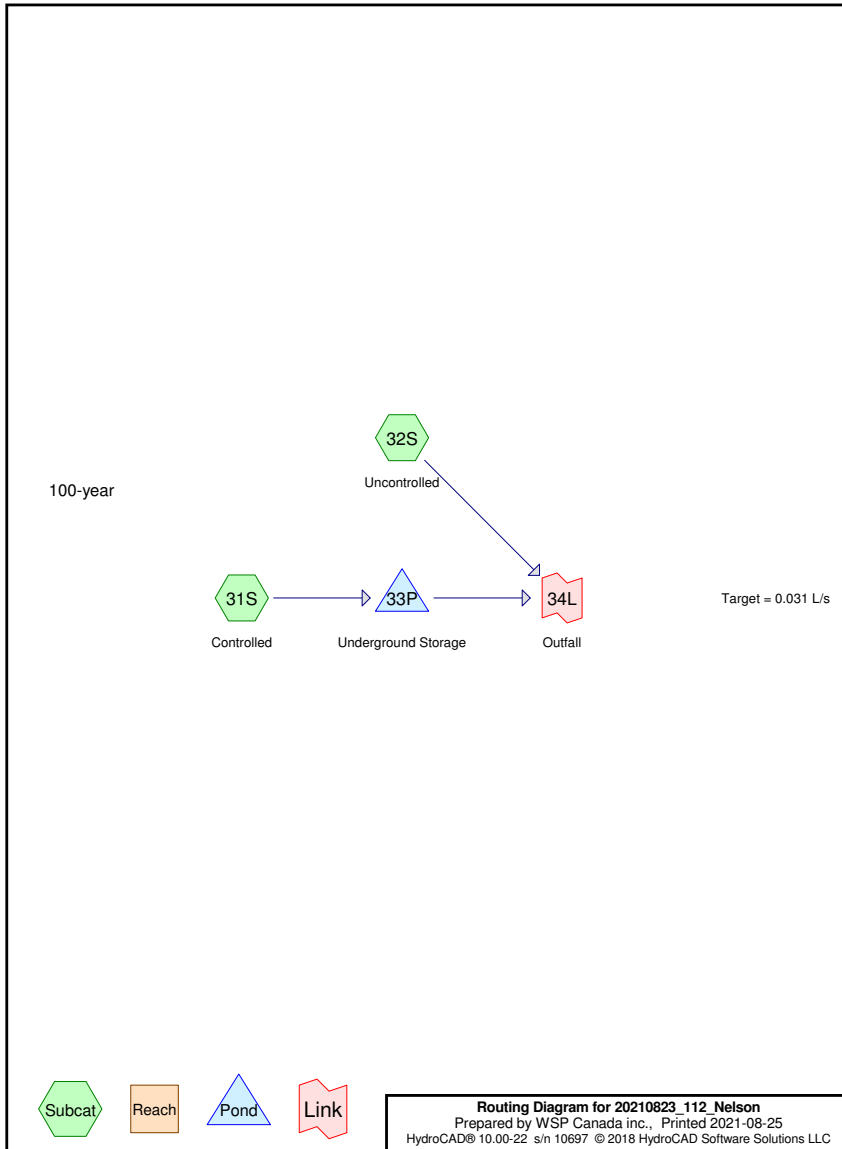 32S
Uncontrolled
100-year
31S
33P
34L
Target = 0.031 L/s
Controlled
Underground Storage
Outfall
Subcat
Reach
Pond
Link
Routing Diagram for 20210823_112_Nelson
Prepared by WSP Canada inc., Printed 2021-08-25
HydroCAD® 10.00-22 s/n 10697 © 2018 HydroCAD Software Solutions LLC